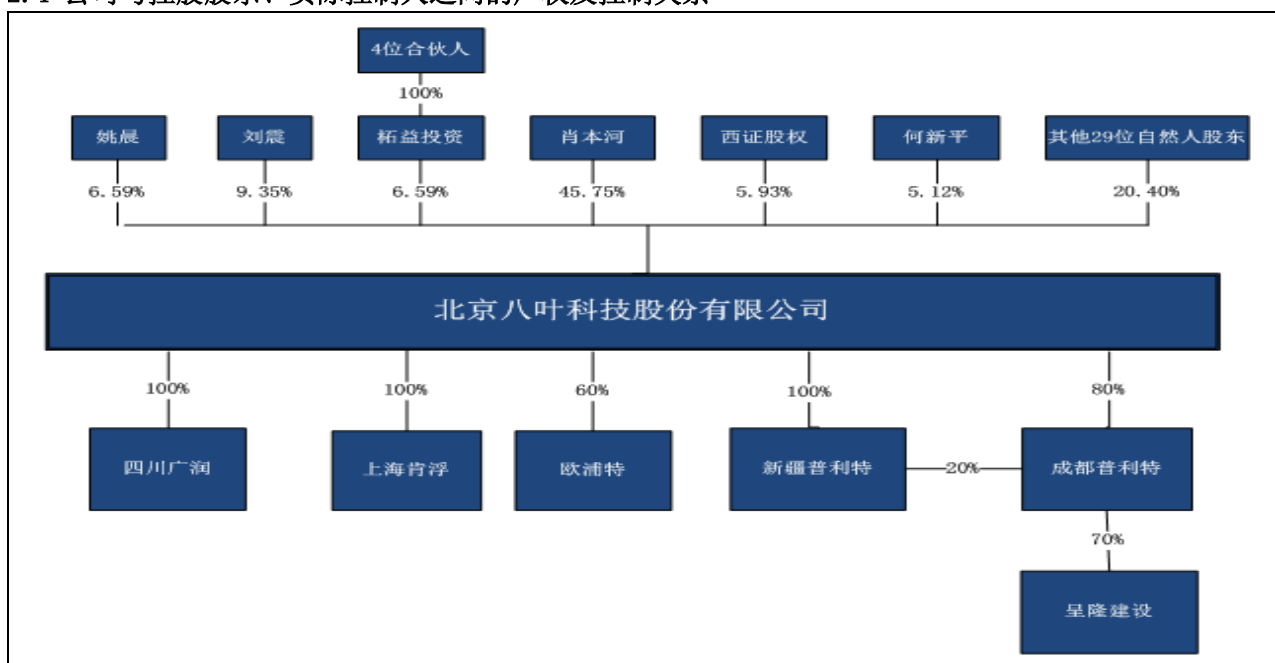 4位合伙人
100%
姚晨
刘震
柘益投资
肖本河
西证股权
何新平
其他29位自然人股东
6.59%
9.35%
6.59%
45.75%
5.93%
5.12%
20.40%
北京八叶科技股份有限公司
100%
100%
60%
100%
80%
四川广润
上海肯浮
欧浦特
新疆普利特
20%
成都普利特
70%
呈隆建设